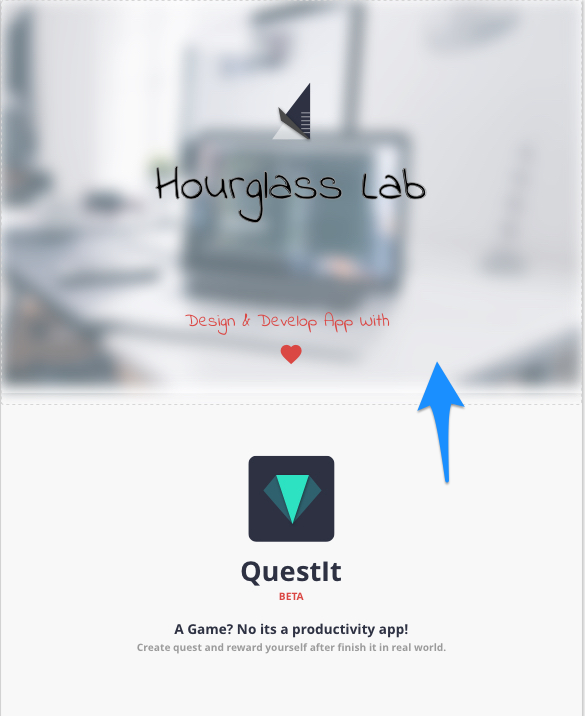 Hourglass Lab
Design & Develop App With
QuestIt
BETA
A Game? No its a productivity app!
Create quest and reward yourself after finish it in real world.